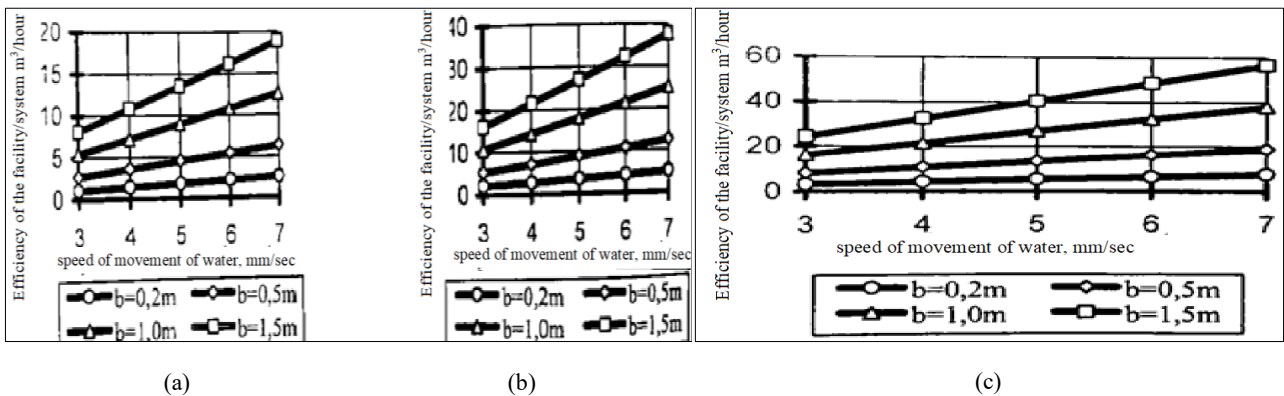 Efficiency of the facility/system m³/hour
20
15
10
5
0
3 4 5 6 7
speed of movement of water, mm/sec
b=0,2m b=0,5m
b=1,0m b=1,5m
(a)
Efficiency of the facility/system m³/hour
40
30
20
10
0
3 4 5 6 7
speed of movement of water, mm/sec
b=0,2m b=0,5m
b=1,0m b=1,5m
(b)
Efficiency of the facility/system m³/hour
60
40
20
0
3 4 5 6 7
speed of movement of water, mm/sec
b=0,2m b=0,5m
b=1,0m b=1,5m
(c)